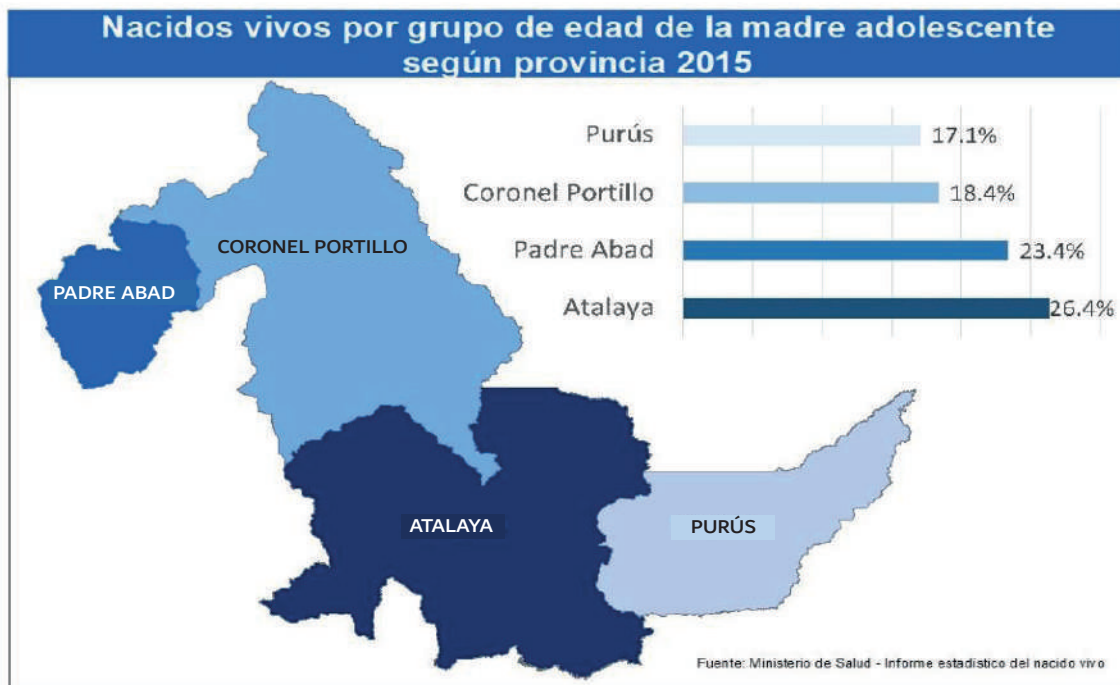 Nacidos vivos por grupo de edad de la madre adolescente
según provincia 2015
Purús 17.1%
Coronel Portillo 18.4%
Padre Abad 23.4%
Atalaya 26.4%
CORONEL PORTILLO
PADRE ABAD
ATALAYA
PURÚS
Fuente: Ministerio de Salud - Informe estadístico del nacido vivo